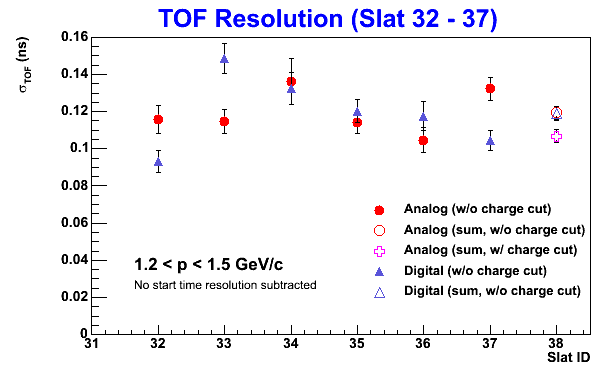 TOF Resolution (Slat 32 - 37)
σTOF (ns)
0.16
0.14
0.12
0.1
0.08
0.06
0.04
0.02
0
Analog (w/o charge cut)
Analog (sum, w/o charge cut)
Analog (sum, w/ charge cut)
Digital (w/o charge cut)
Digital (sum, w/o charge cut)
1.2 < p < 1.5 GeV/c
No start time resolution subtracted
31 32 33 34 35 36 37 38
Slat ID